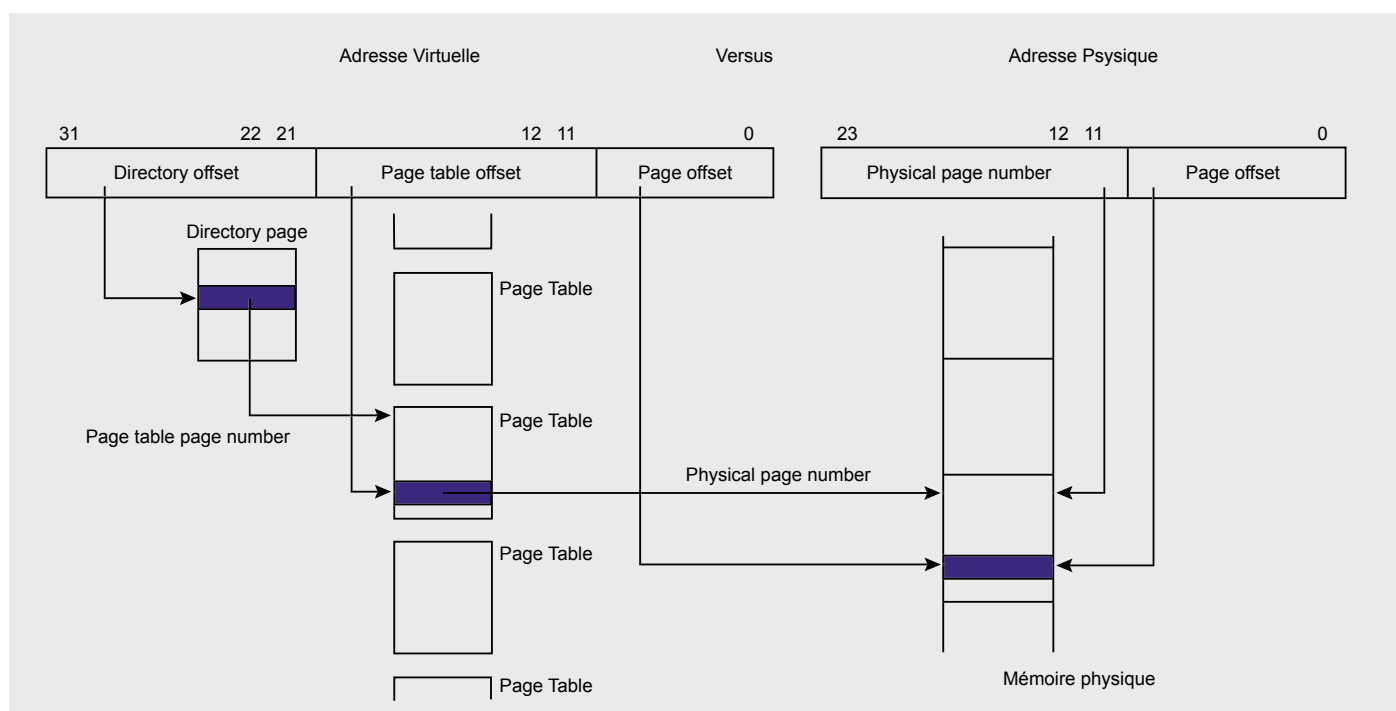 Adresse Virtuelle Versus Adresse Psysique
31 22 21 12 11 0 23 12 11 0
Directory offset Page table offset Page offset Physical page number Page offset
Directory page
Page Table
Page Table
Page table page number
Physical page number
Page Table
Mémoire physique
Page Table